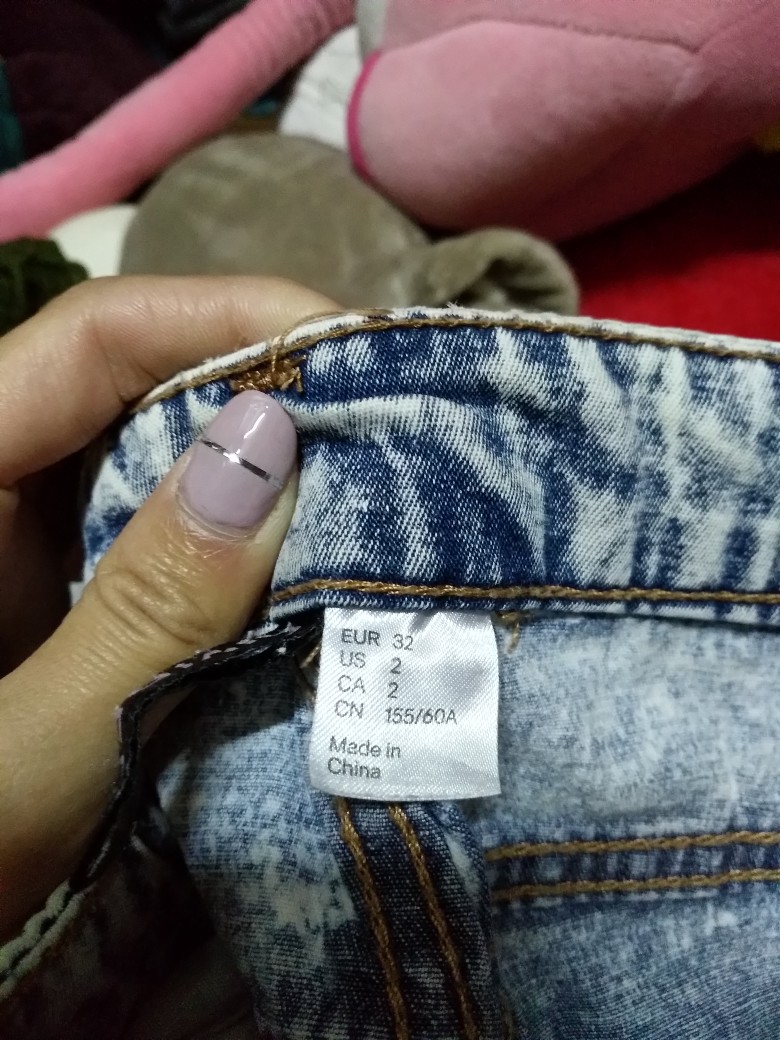 EUR 32
US 2
CA 2
CN 155/60A
Made in
China